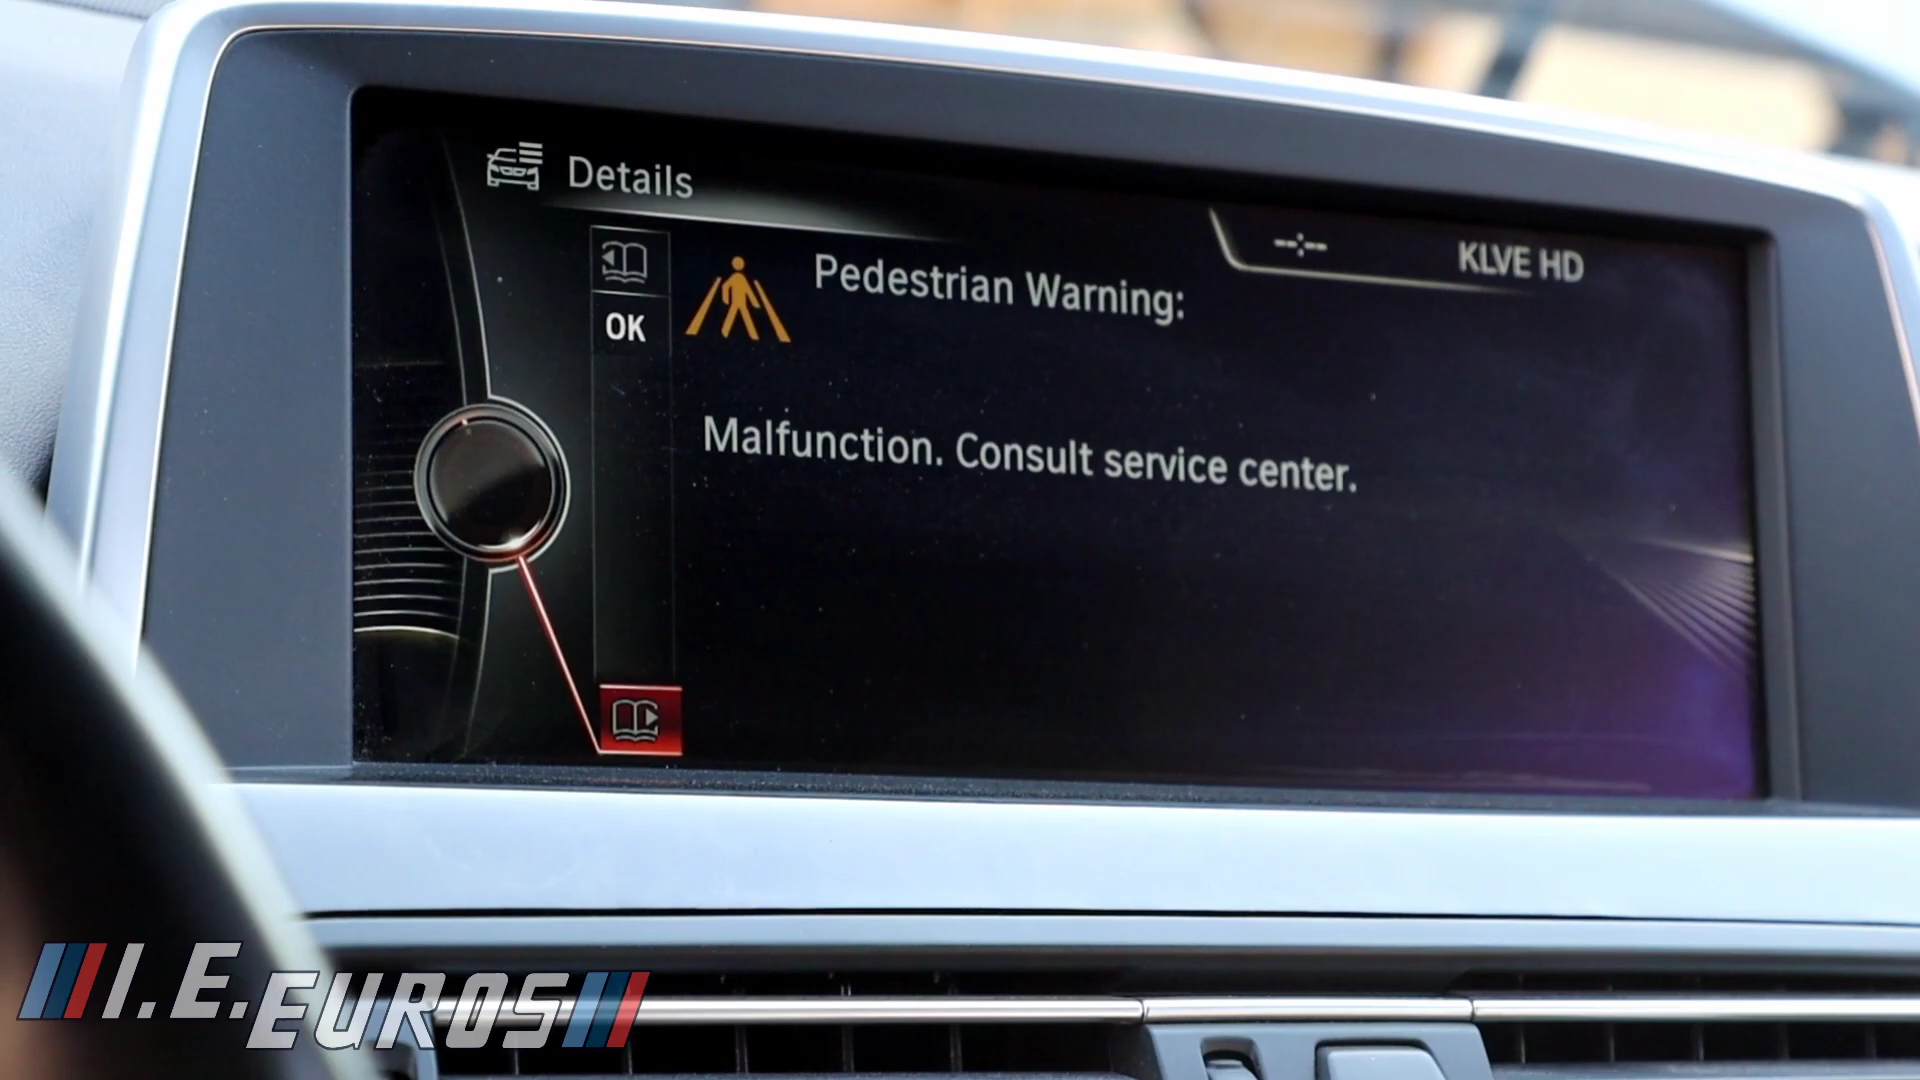 Details
--:--
KLVE HD
OK
Pedestrian Warning:
Malfunction. Consult service center.
I.E. EUROS